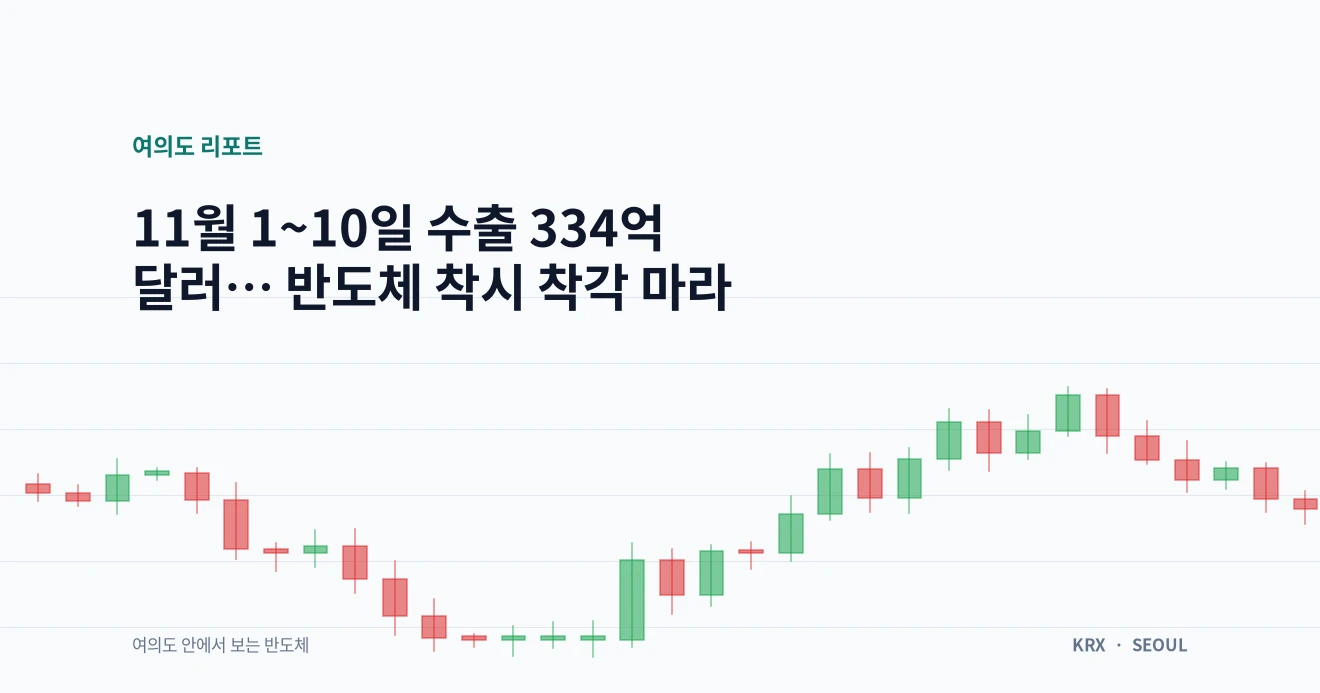 여의도 리포트
11월 1~10일 수출 334억
달러… 반도체 착시 착각 마라
여의도 안에서 보는 반도체
KRX · SEOUL